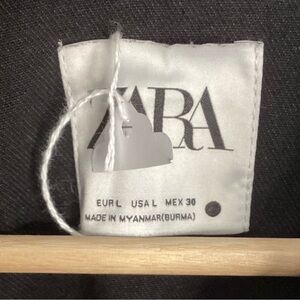 ZARA
EUR L USA L MEX 30
MADE IN MYANMAR(BURMA)